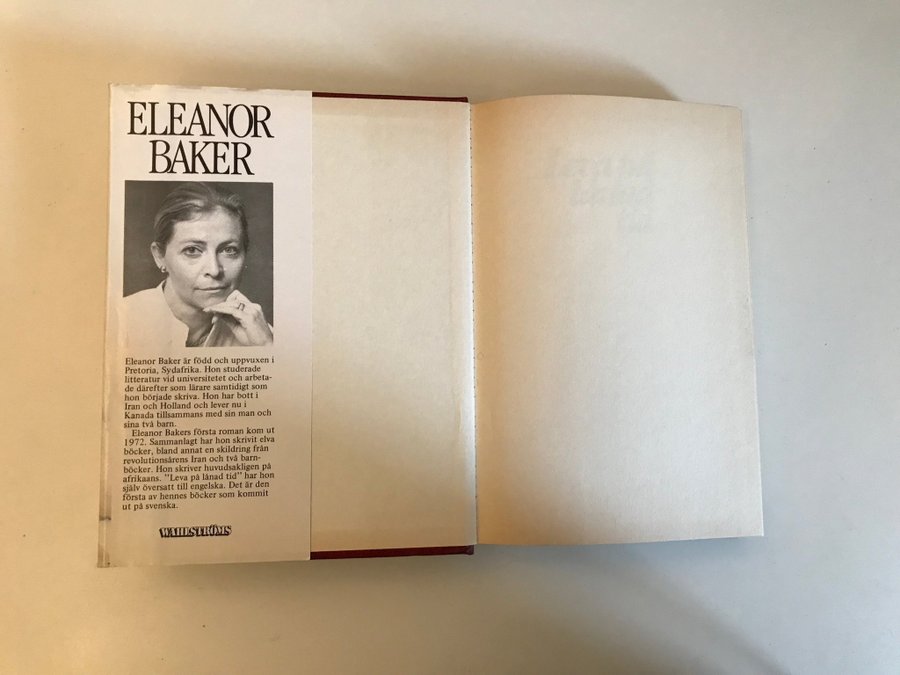 ELEANOR
BAKER
Eleanor Baker är född och uppvuxen i
Pretoria, Sydafrika. Hon studerade
litteratur vid universitetet och arbeta-
de därefter som lärare samtidigt som
hon började skriva. Hon har bott i
Iran och Holland och lever nu i
Kanada tillsammans med sin man och
sina två barn.
Eleanor Bakers första roman kom ut
1972. Sammanlagt har hon skrivit elva
böcker, bland annat en skildring från
revolutionsårens Iran och två barn-
böcker. Hon skriver huvudsakligen på
afrikaans. "Leva på lånad tid" har hon
själv översatt till engelska. Det är den
första av hennes böcker som kommit
ut på svenska.
WAHLSTRÖMS